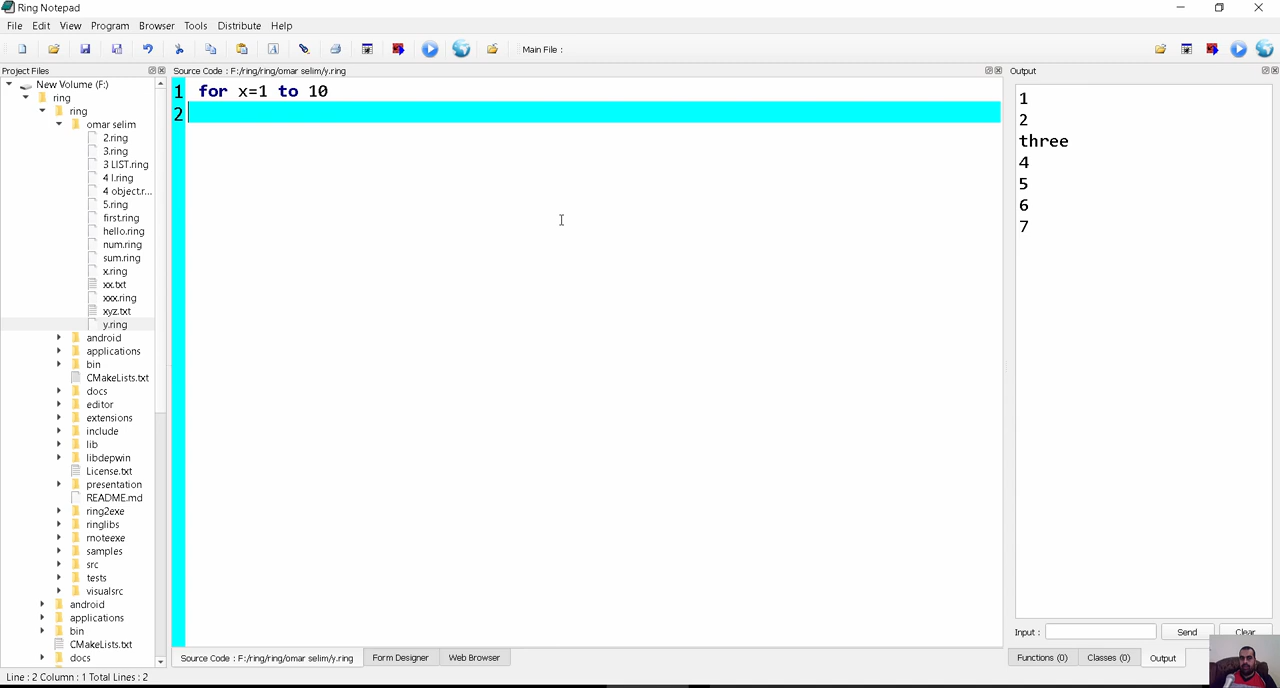 Ring Notepad
File Edit View Program Browser Tools Distribute Help
Main File :
Project Files
Source Code : F:/ring/ring/omar selim/y.ring
Output
New Volume (F:)
ring
ring
omar selim
2.ring
3.ring
3 LIST.ring
4 l.ring
4 object.r...
5.ring
first.ring
hello.ring
num.ring
sum.ring
x.ring
xx.txt
xxx.ring
xyz.txt
y.ring
android
applications
bin
CMakeLists.txt
docs
editor
extensions
include
lib
libdepwin
License.txt
presentation
README.md
ring2exe
ringlibs
rnoteexe
samples
src
tests
visualsrc
android
applications
bin
CMakeLists.txt
docs
1 for x=1 to 10
2
1
2
three
4
5
6
7
Input :
Send
Clear
Source Code : F:/ring/ring/omar selim/y.ring
Form Designer
Web Browser
Functions (0)
Classes (0)
Output
Line : 2 Column : 1 Total Lines : 2